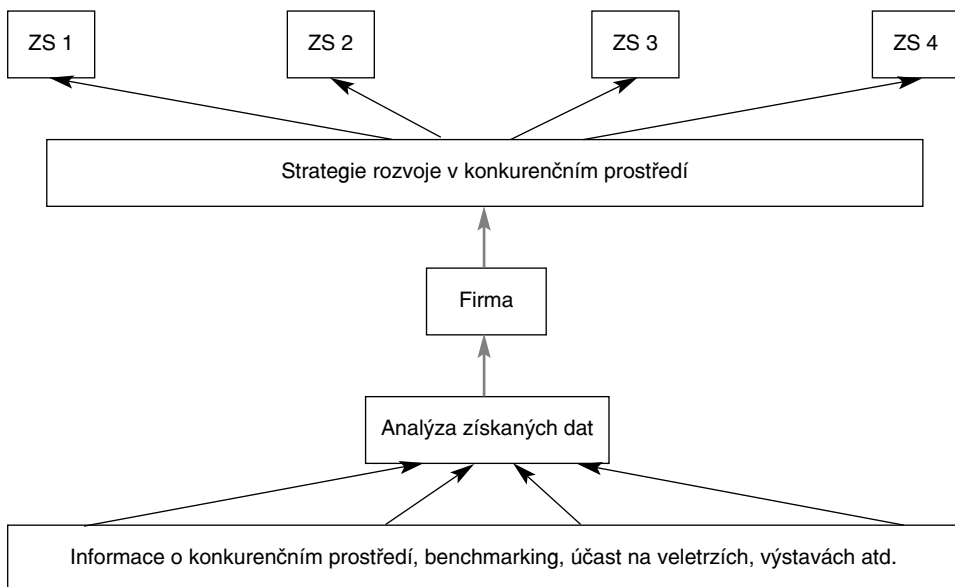 ZS 1
ZS 2
ZS 3
ZS 4
Strategie rozvoje v konkurenčním prostředí
Firma
Analýza získaných dat
Informace o konkurenčním prostředí, benchmarking, účast na veletrzích, výstavách atd.